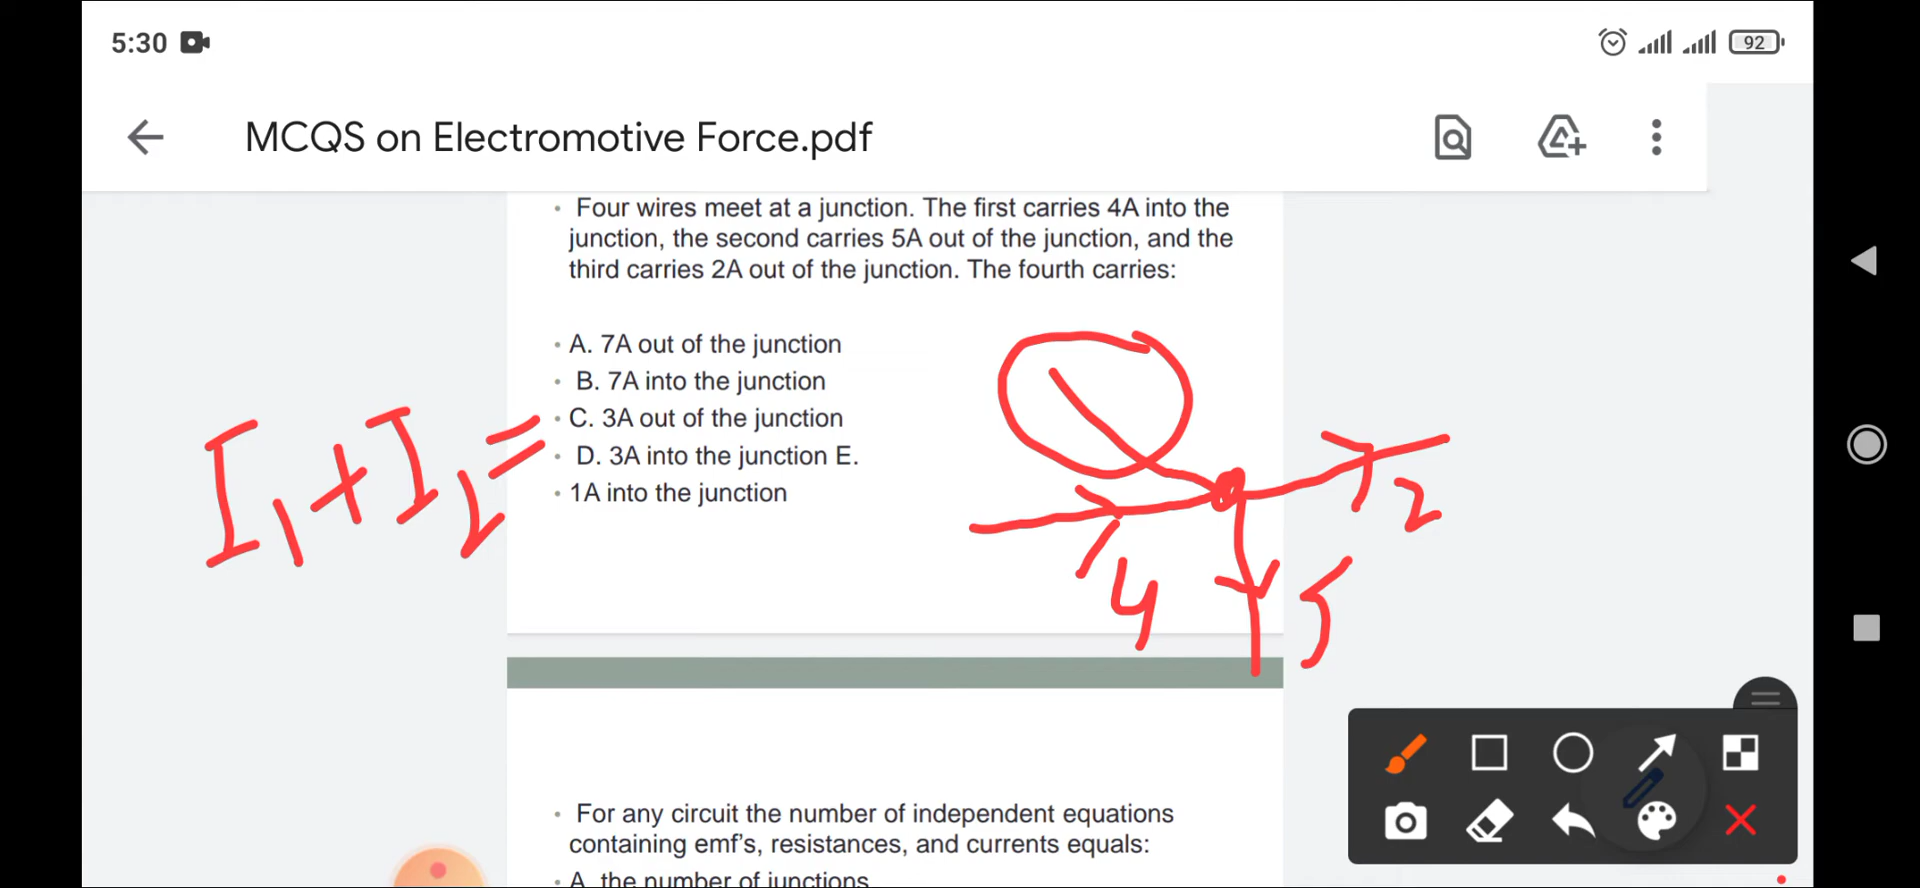 5:30
92
MCQS on Electromotive Force.pdf
• Four wires meet at a junction. The first carries 4A into the
junction, the second carries 5A out of the junction, and the
third carries 2A out of the junction. The fourth carries:
• A. 7A out of the junction
• B. 7A into the junction
• C. 3A out of the junction
• D. 3A into the junction E.
• 1A into the junction
I₁+I₂=
2
4
5
• For any circuit the number of independent equations
containing emf's, resistances, and currents equals:
• A. the number of junctions